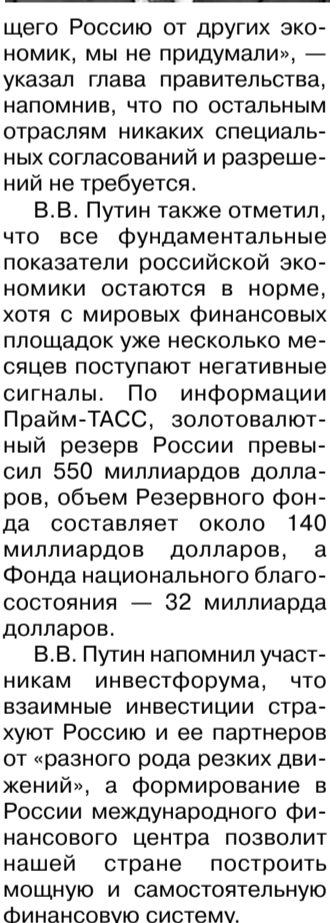 щего Россию от других эко-
номик, мы не придумали», —
указал глава правительства,
напомнив, что по остальным
отраслям никаких специаль-
ных согласований и разреше-
ний не требуется.
В.В. Путин также отметил,
что все фундаментальные
показатели российской эко-
номики остаются в норме,
хотя с мировых финансовых
площадок уже несколько ме-
сяцев поступают негативные
сигналы. По информации
Прайм-ТАСС, золотовалют-
ный резерв России превы-
сил 550 миллиардов долла-
ров, объем Резервного фон-
да составляет около 140
миллиардов долларов, а
Фонда национального благо-
состояния — 32 миллиарда
долларов.
В.В. Путин напомнил участ-
никам инвестфорума, что
взаимные инвестиции стра-
хуют Россию и ее партнеров
от «разного рода резких дви-
жений», а формирование в
России международного фи-
нансового центра позволит
нашей стране построить
мощную и самостоятельную
финансовую систему.